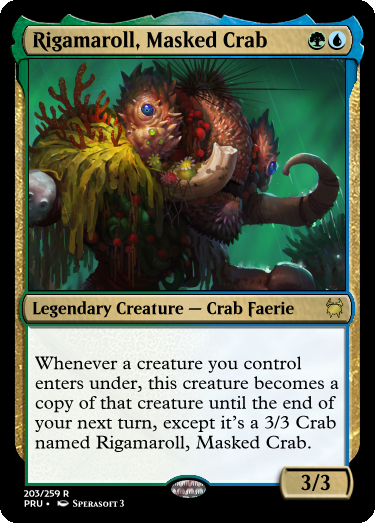 Rigamaroll, Masked Crab
Legendary Creature — Crab Faerie
Whenever a creature you control
enters under, this creature becomes a
copy of that creature until the end of
your next turn, except it's a 3/3 Crab
named Rigamaroll, Masked Crab.
3/3
203/259 R
PRU • Sperasoft 3